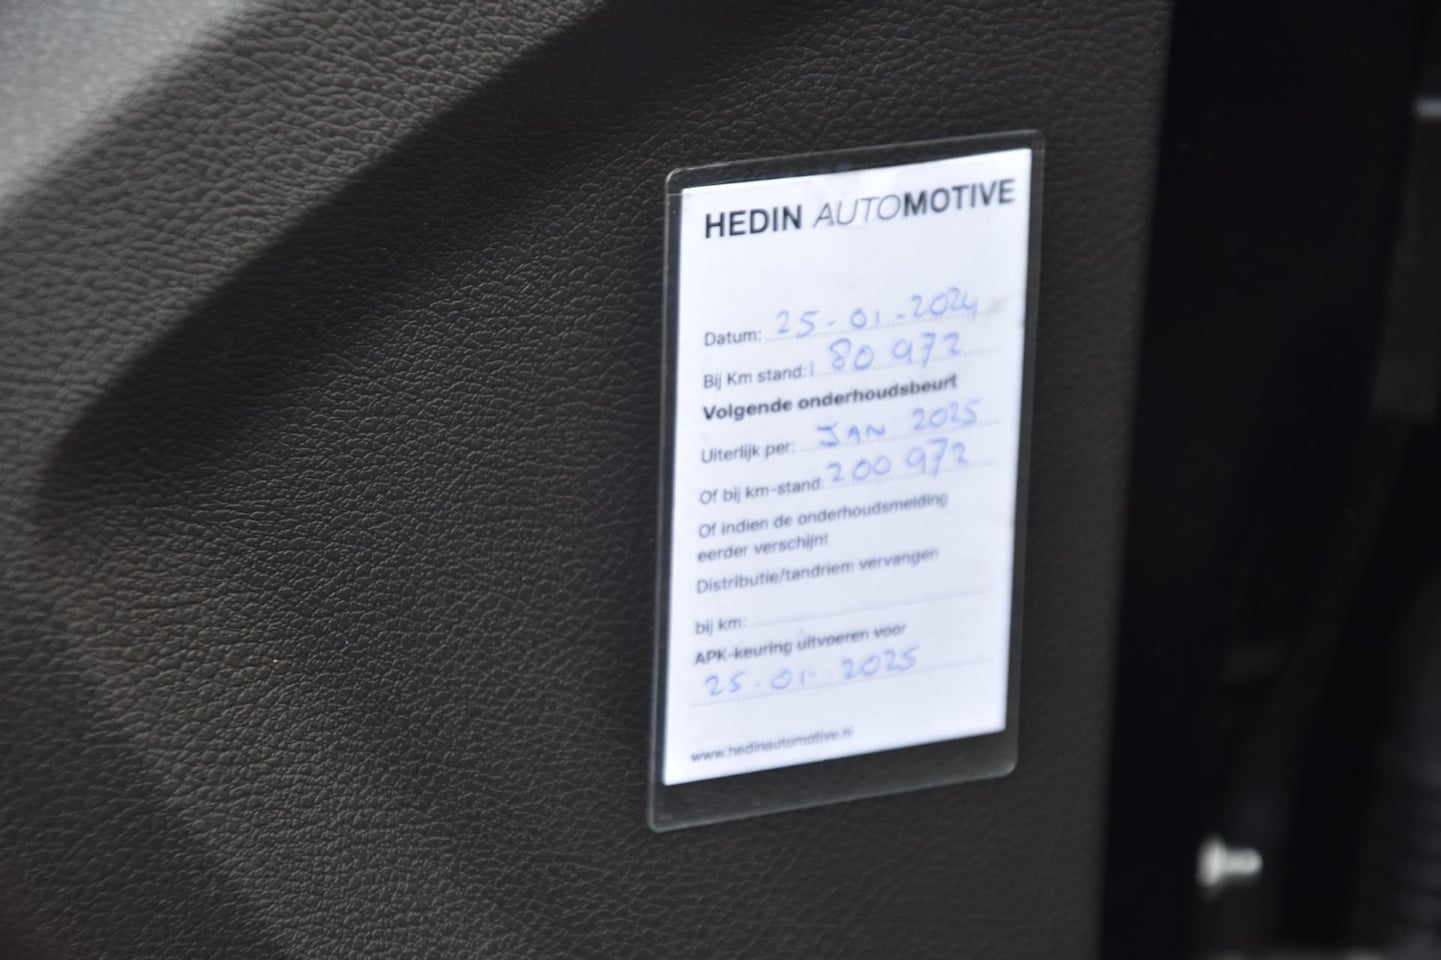 HEDIN AUTOMOTIVE
Datum: 25-01-2024
Bij Km stand: 180 972
Volgende onderhoudsbeurt
Uiterlijk per: JAN 2025
Of bij km-stand: 200 972
Of indien de onderhoudsmelding
eerder verschijnt
Distributie/tandriem vervangen
bij km:
APK-keuring uitvoeren voor
25-01-2025
www.hedinautomotive.nl